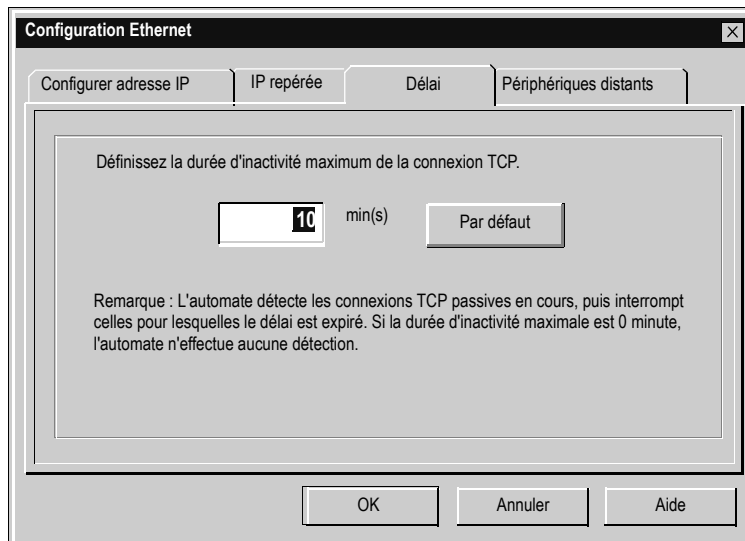 Configuration Ethernet
Configurer adresse IP
IP repérée
Délai
Périphériques distants
Définissez la durée d'inactivité maximum de la connexion TCP.
10 min(s) Par défaut
Remarque : L'automate détecte les connexions TCP passives en cours, puis interrompt
celles pour lesquelles le délai est expiré. Si la durée d'inactivité maximale est 0 minute,
l'automate n'effectue aucune détection.
OK Annuler Aide